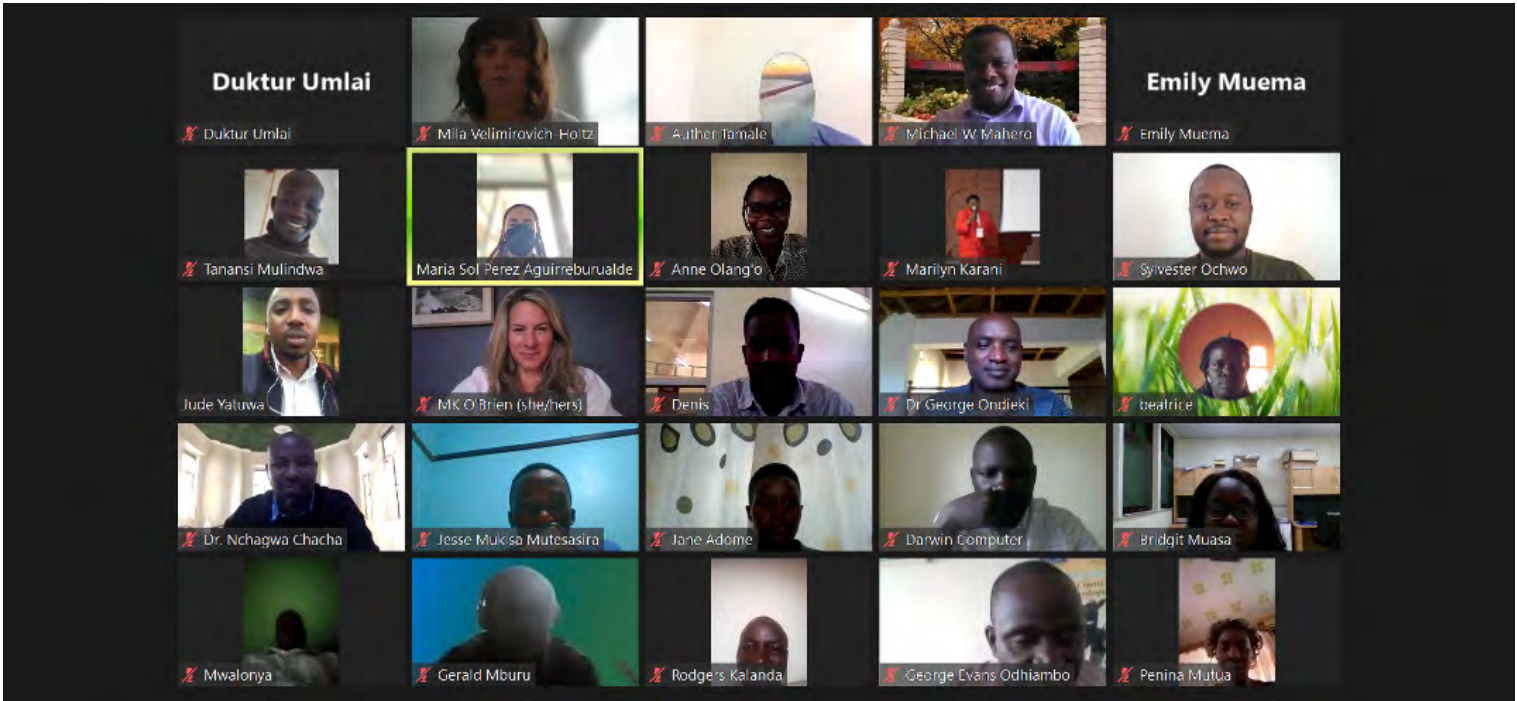 Duktur Umlai
Duktur Umlai
Mila Velimirovich-Holtz
Auther Tamale
Michael W Mahero
Emily Muema
Emily Muema
Tanansi Mulindwa
Maria Sol Perez Aguirreburualde
Anne Olang'o
Marilyn Karani
Sylvester Ochwo
Jude Yatuwa
MK O'Brien (she/hers)
Denis
Dr George Ondieki
beatrice
Dr. Nchagwa Chacha
Jesse Mukisa Mutesasira
Jane Adome
Darwin Computer
Bridgit Muasa
Mwalonya
Gerald Mburu
Rodgers Kalanda
George Evans Odhiambo
Penina Mutua